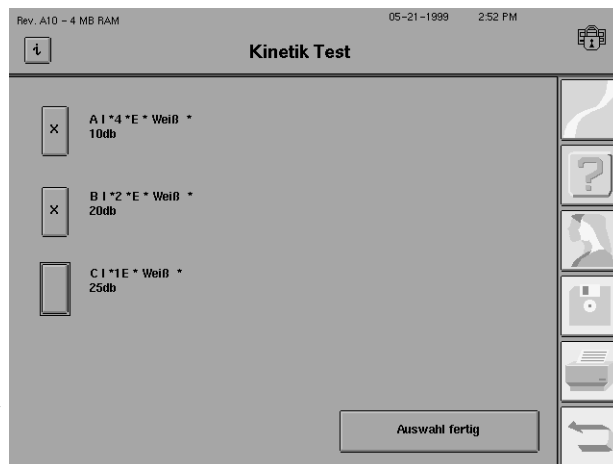 Rev. A10 - 4 MB RAM 05-21-1999 2:52 PM
i Kinetik Test
X A I *4 *E * Weiß *
10db
X B I *2 *E * Weiß *
20db
C I *1E * Weiß *
25db
?
Auswahl fertig